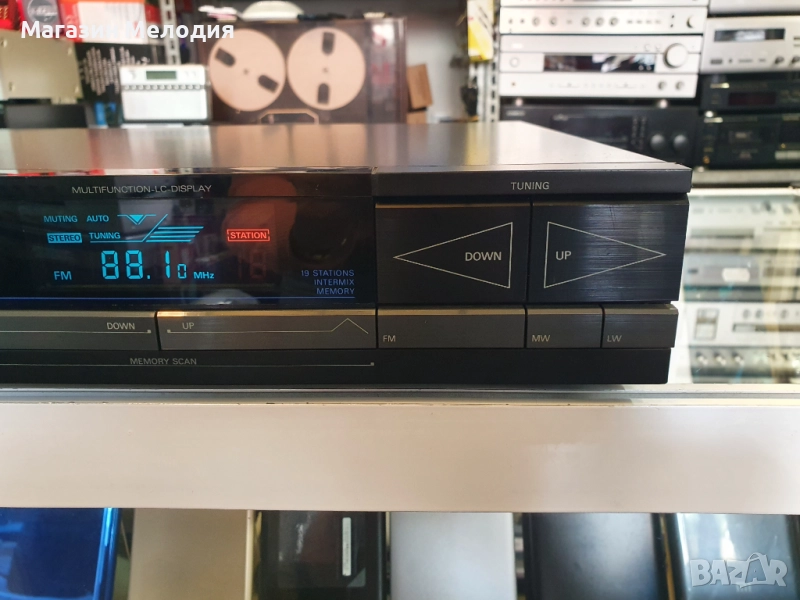 Магазин Мелодия
MULTIFUNCTION-LC DISPLAY
TUNING
MUTING AUTO
STEREO TUNING
STATION
FM 88.10 MHz
19 STATIONS
INTERMIX
MEMORY
DOWN
UP
DOWN
UP
FM
MW
LW
MEMORY SCAN
BAZAR